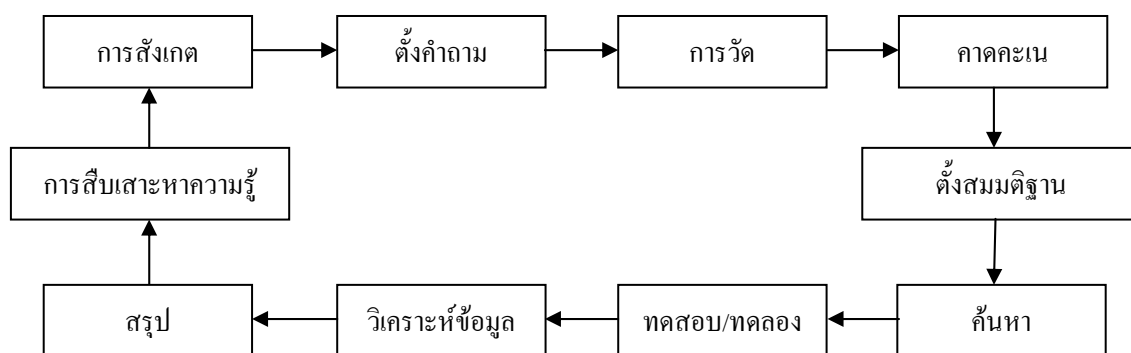 การสังเกต
ตั้งคำถาม
การวัด
คาดคะเน
การสืบเสาะหาความรู้
ตั้งสมมติฐาน
สรุป
วิเคราะห์ข้อมูล
ทดสอบ/ทดลอง
ค้นหา